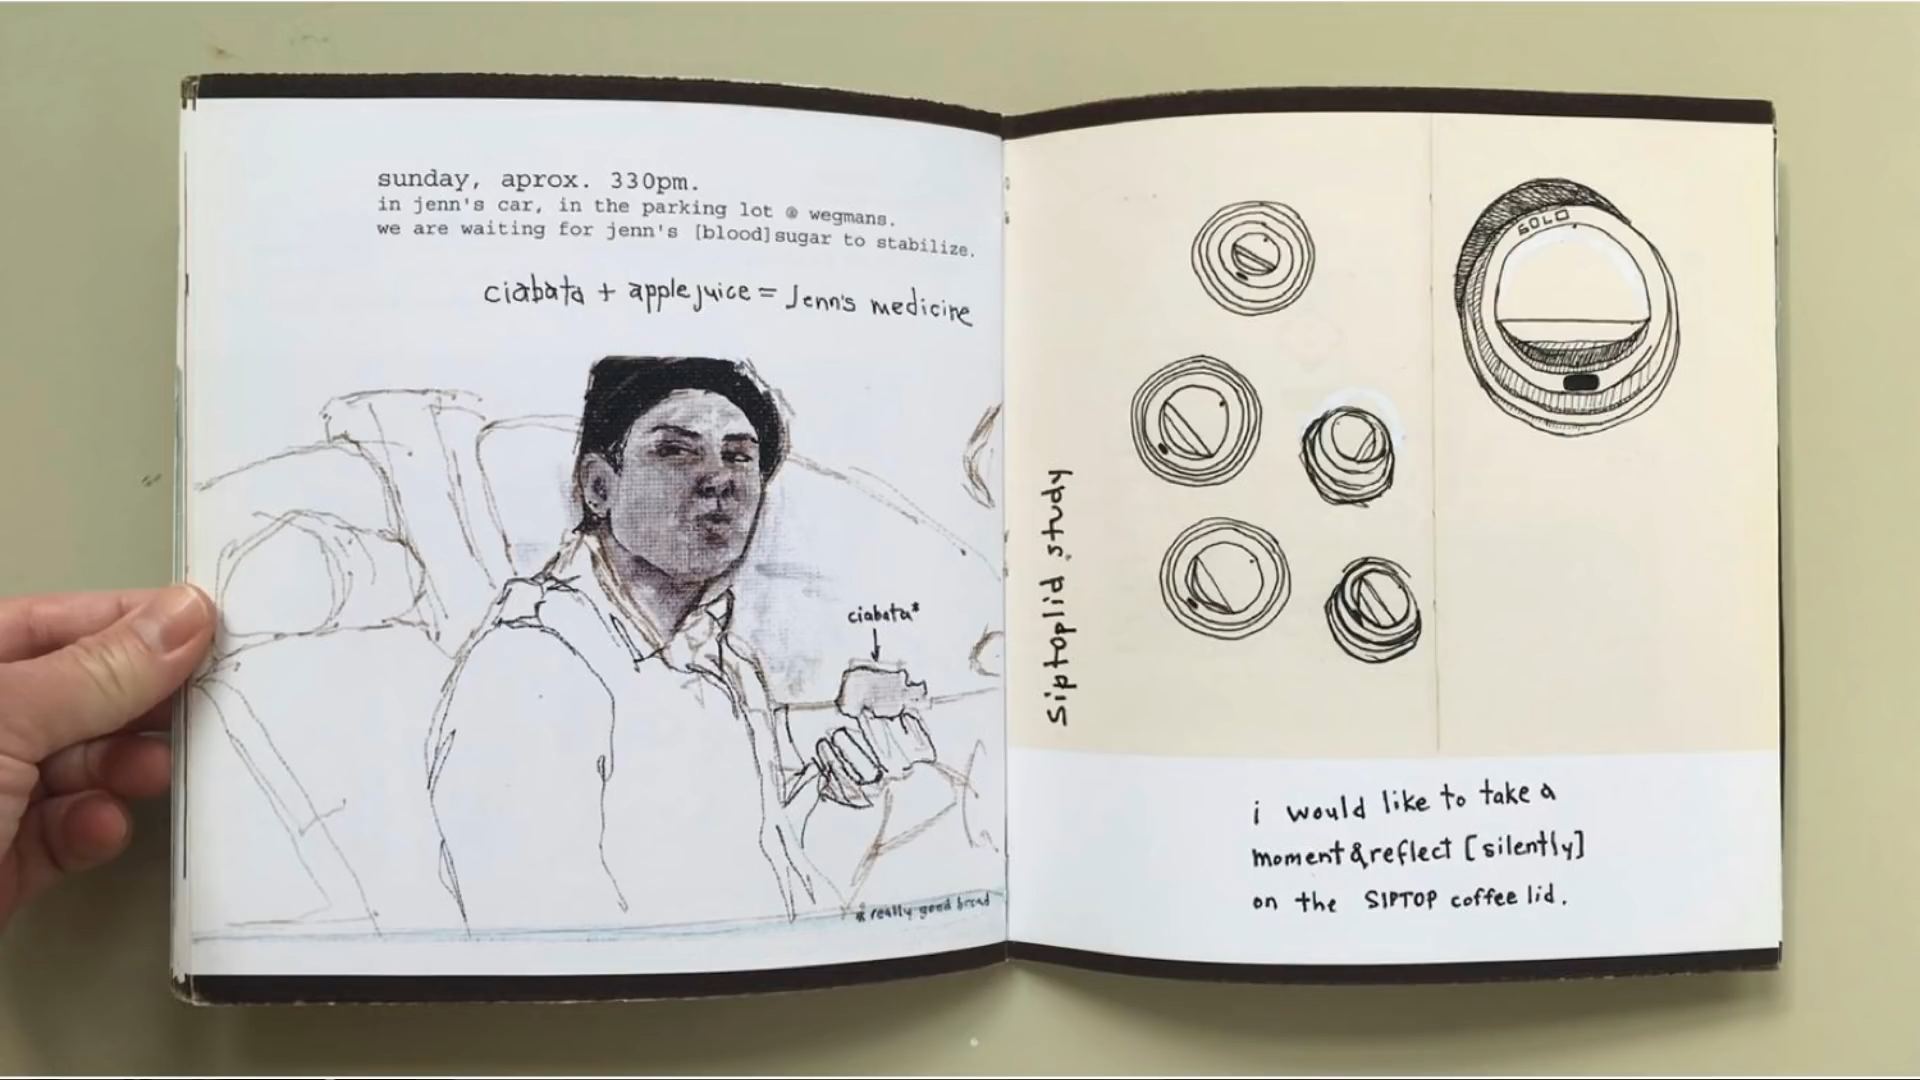 sunday, aprox. 330pm.
in jenn's car, in the parking lot @ wegmans.
we are waiting for jenn's [blood]sugar to stabilize.
ciabata + applejuice = Jenn's medicine
ciabata*
* really good bread
siptoplid study
SOLO
i would like to take a
moment & reflect [silently]
on the SIPTOP coffee lid.